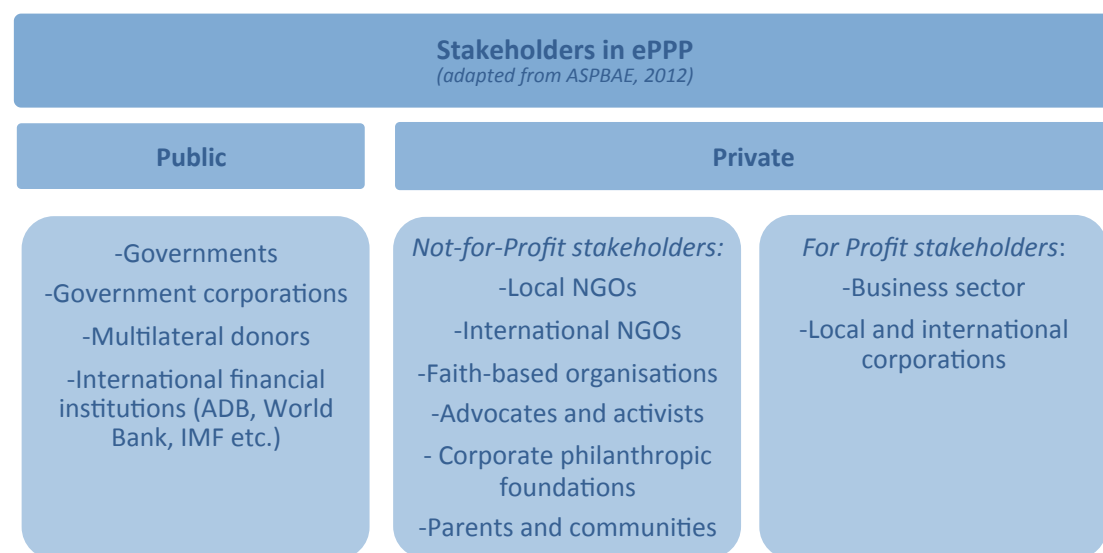 Stakeholders in ePPP
(adapted from ASPBAE, 2012)
Public
Private
-Governments
-Government corporations
-Multilateral donors
-International financial
institutions (ADB, World
Bank, IMF etc.)
Not-for-Profit stakeholders:
-Local NGOs
-International NGOs
-Faith-based organisations
-Advocates and activists
- Corporate philanthropic
foundations
-Parents and communities
For Profit stakeholders:
-Business sector
-Local and international
corporations